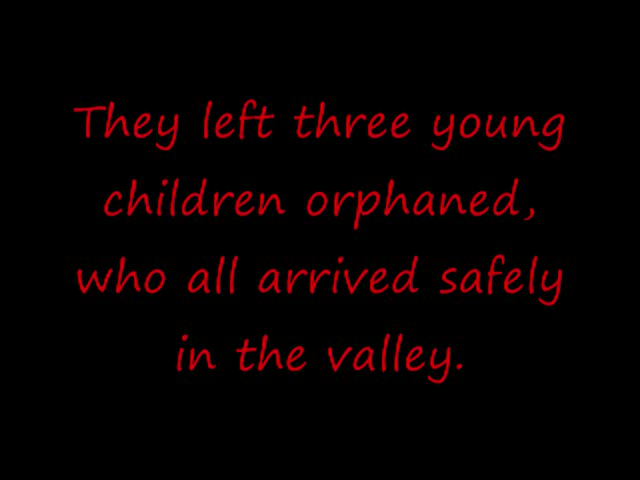 They left three young
children orphaned,
who all arrived safely
in the valley.